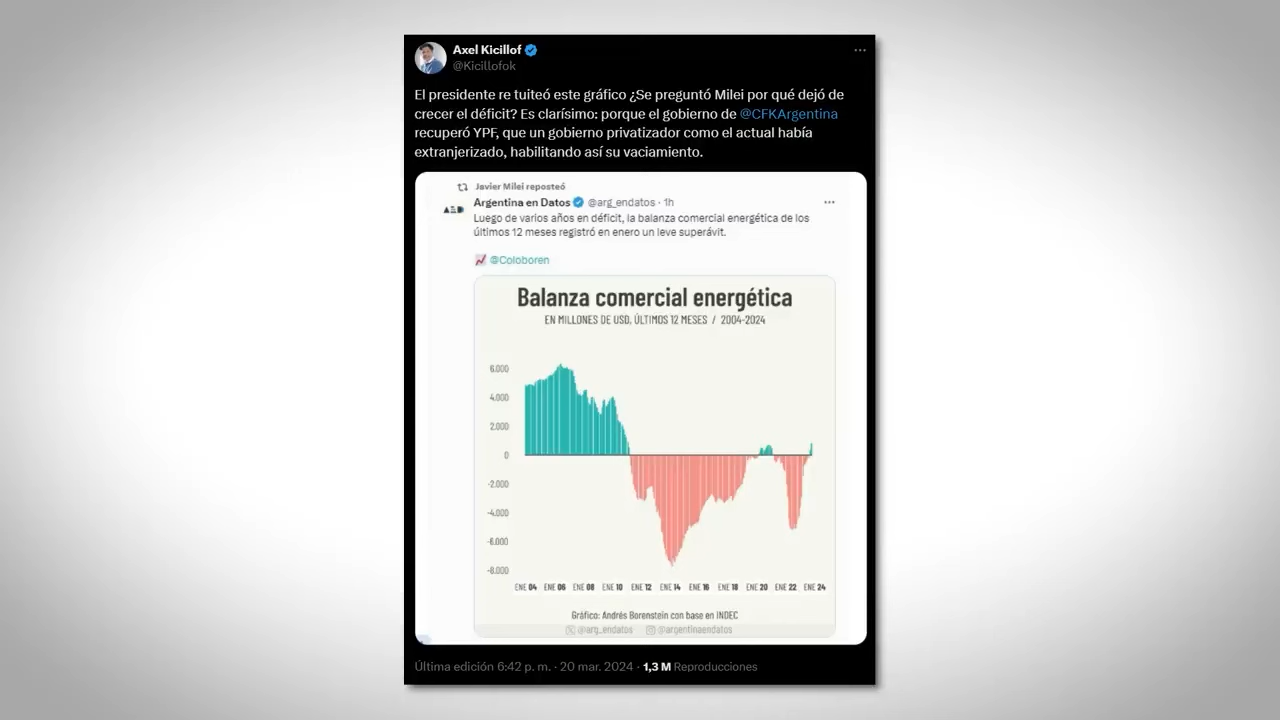 Axel Kicillof
@Kicillofok
El presidente re tuiteó este gráfico ¿Se preguntó Milei por qué dejó de
crecer el déficit? Es clarísimo: porque el gobierno de @CFKArgentina
recuperó YPF, que un gobierno privatizador como el actual había
extranjerizado, habilitando así su vaciamiento.
Javier Milei reposteó
Argentina en Datos @arg_endatos · 1h
Luego de varios años en déficit, la balanza comercial energética de los
últimos 12 meses registró en enero un leve superávit.
@Coloboren
Balanza comercial energética
EN MILLONES DE USD, ÚLTIMOS 12 MESES / 2004-2024
6.000
4.000
2.000
0
-2.000
-4.000
-6.000
-8.000
ENE 04 ENE 06 ENE 08 ENE 10 ENE 12 ENE 14 ENE 16 ENE 18 ENE 20 ENE 22 ENE 24
Gráfico: Andrés Borenstein con base en INDEC
@arg_endatos @argentinaendatos
Última edición 6:42 p. m. · 20 mar. 2024 · 1,3 M Reproducciones